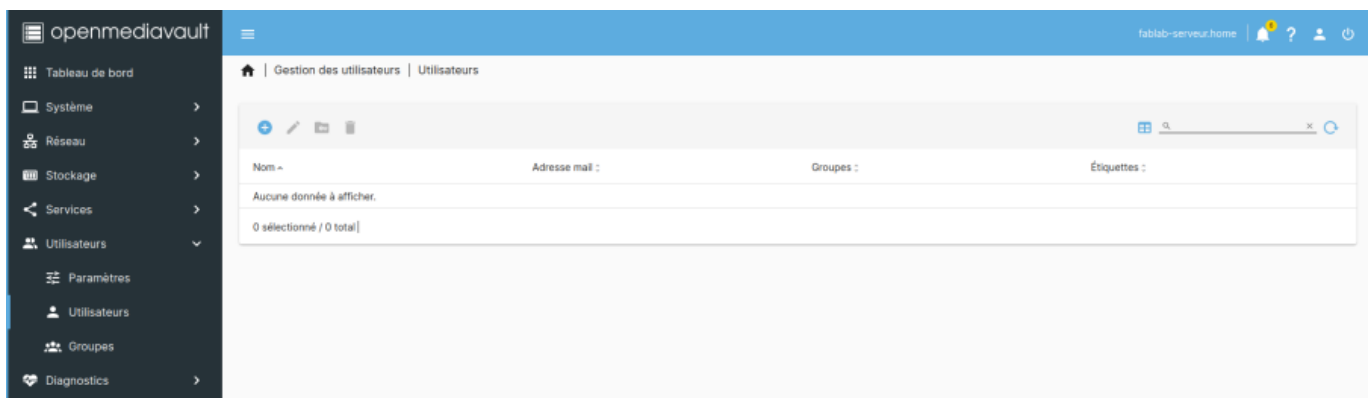 openmediavault
fablab-serveur.home
Tableau de bord
Système
Réseau
Stockage
Services
Utilisateurs
Paramètres
Utilisateurs
Groupes
Diagnostics
Gestion des utilisateurs | Utilisateurs
Nom Adresse mail Groupes Étiquettes
Aucune donnée à afficher.
0 sélectionné / 0 total